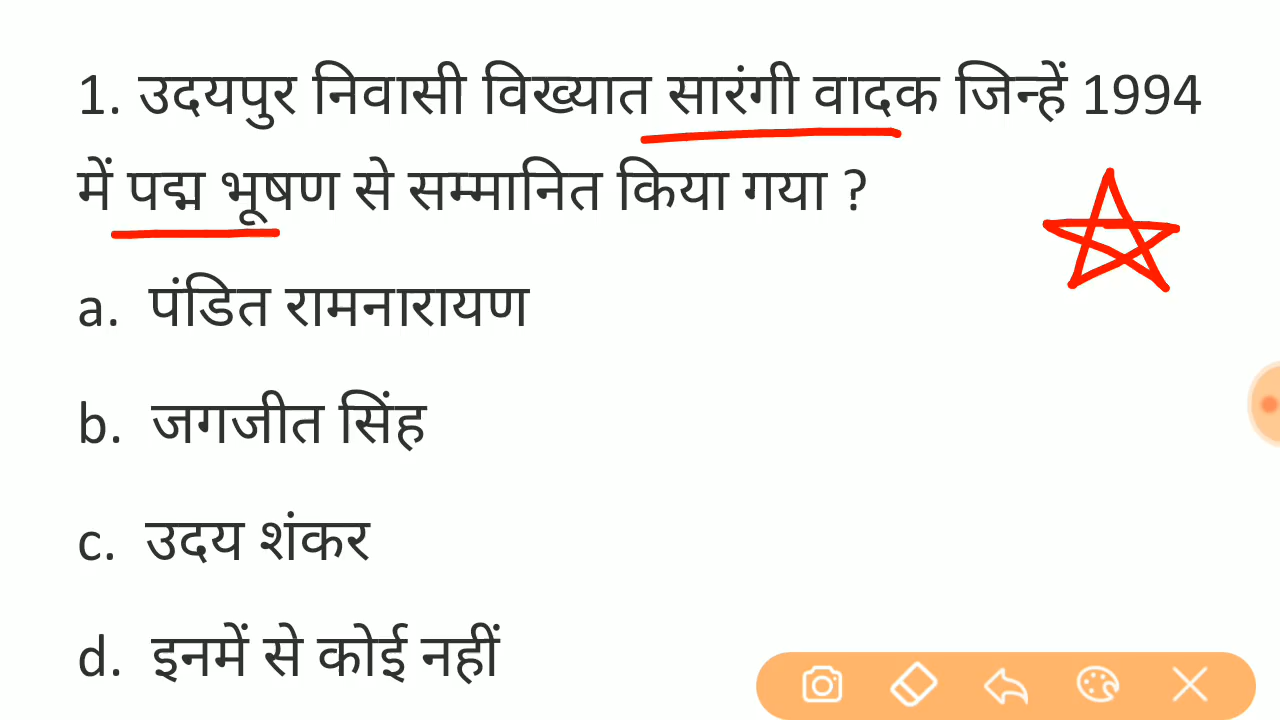 1. उदयपुर निवासी विख्यात सारंगी वादक जिन्हें 1994
में पद्म भूषण से सम्मानित किया गया ?
a. पंडित रामनारायण
b. जगजीत सिंह
c. उदय शंकर
d. इनमें से कोई नहीं